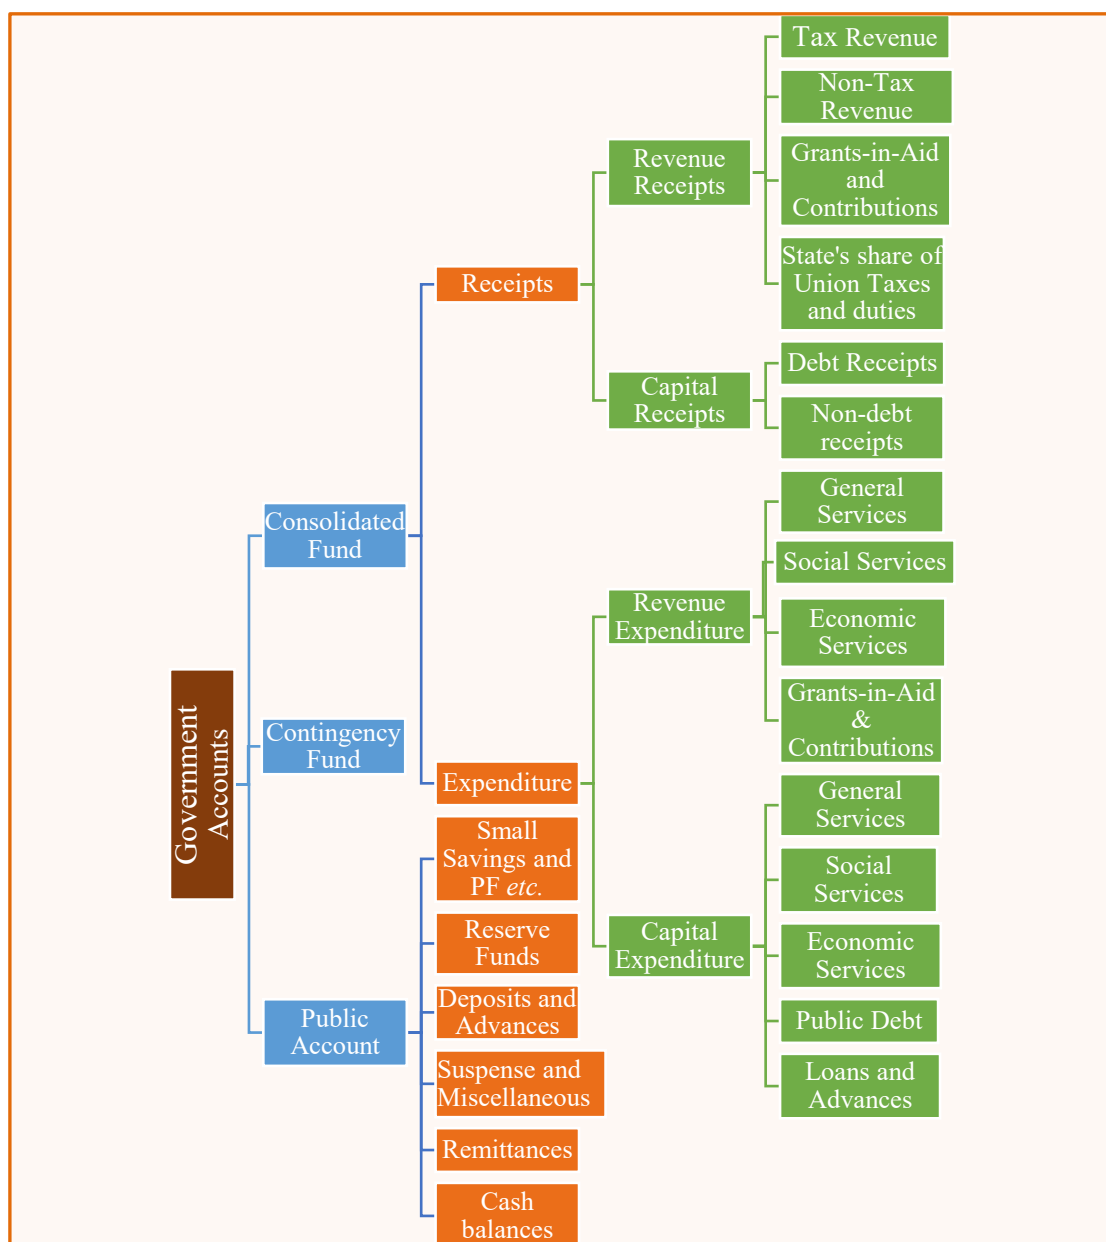 Government
Accounts
Consolidated
Fund
Contingency
Fund
Public
Account
Receipts
Expenditure
Small
Savings and
PF etc.
Reserve
Funds
Deposits and
Advances
Suspense and
Miscellaneous
Remittances
Cash
balances
Revenue
Receipts
Capital
Receipts
Revenue
Expenditure
Capital
Expenditure
Tax Revenue
Non-Tax
Revenue
Grants-in-Aid
and
Contributions
State's share of
Union Taxes
and duties
Debt Receipts
Non-debt
receipts
General
Services
Social Services
Economic
Services
Grants-in-Aid
&
Contributions
General
Services
Social
Services
Economic
Services
Public Debt
Loans and
Advances